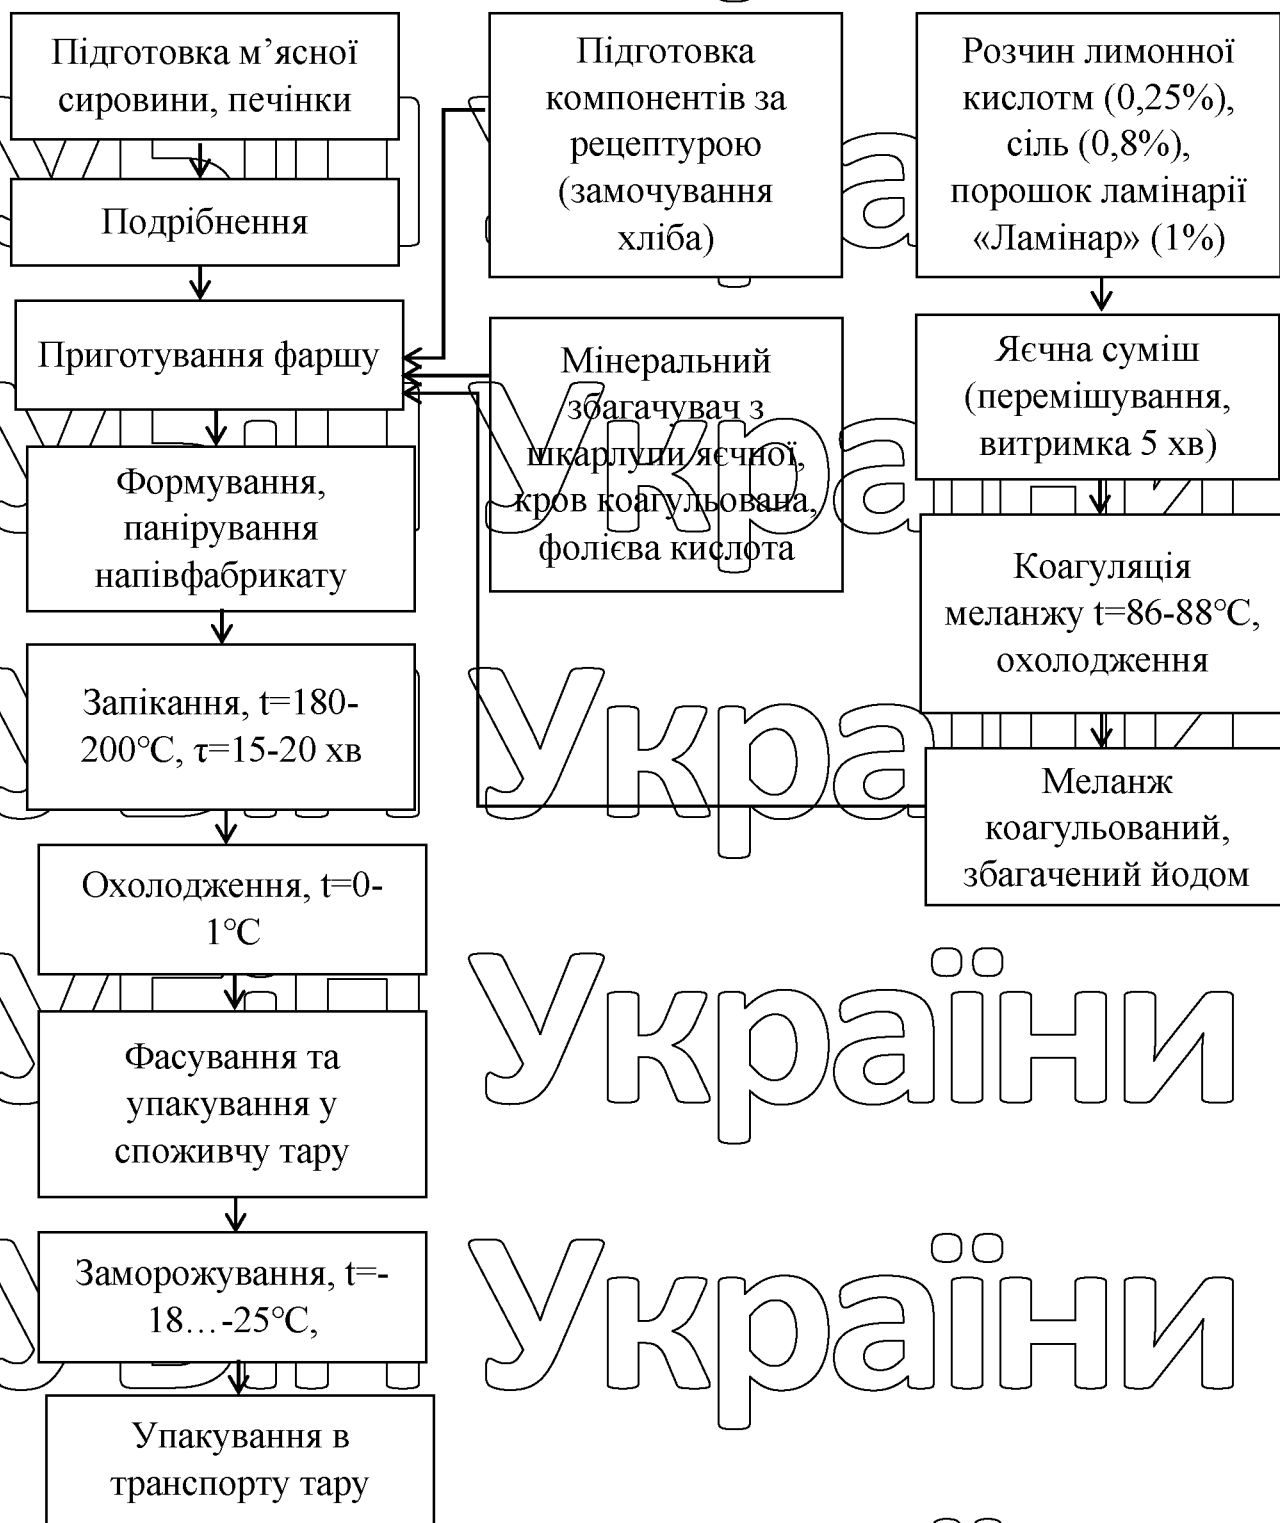 Підготовка м’ясної
сировини, печінки
Подрібнення
Приготування фаршу
Формування,
панірування
напівфабрикату
Запікання, t=180-
200°С, τ=15-20 хв
Охолодження, t=0-
1°С
Фасування та
упакування у
споживчу тару
Заморожування, t=-
18…-25°С,
Упакування в
транспорту тару
Підготовка
компонентів за
рецептурою
(замочування
хліба)
Мінеральний
збагачувач з
шкарлупи яєчної,
кров коагульована,
фолієва кислота
Розчин лимонної
кислотм (0,25%),
сіль (0,8%),
порошок ламінарії
«Ламінар» (1%)
Яєчна суміш
(перемішування,
витримка 5 хв)
Коагуляція
меланжу t=86-88°С,
охолодження
Меланж
коагульований,
збагачений йодом
України
України